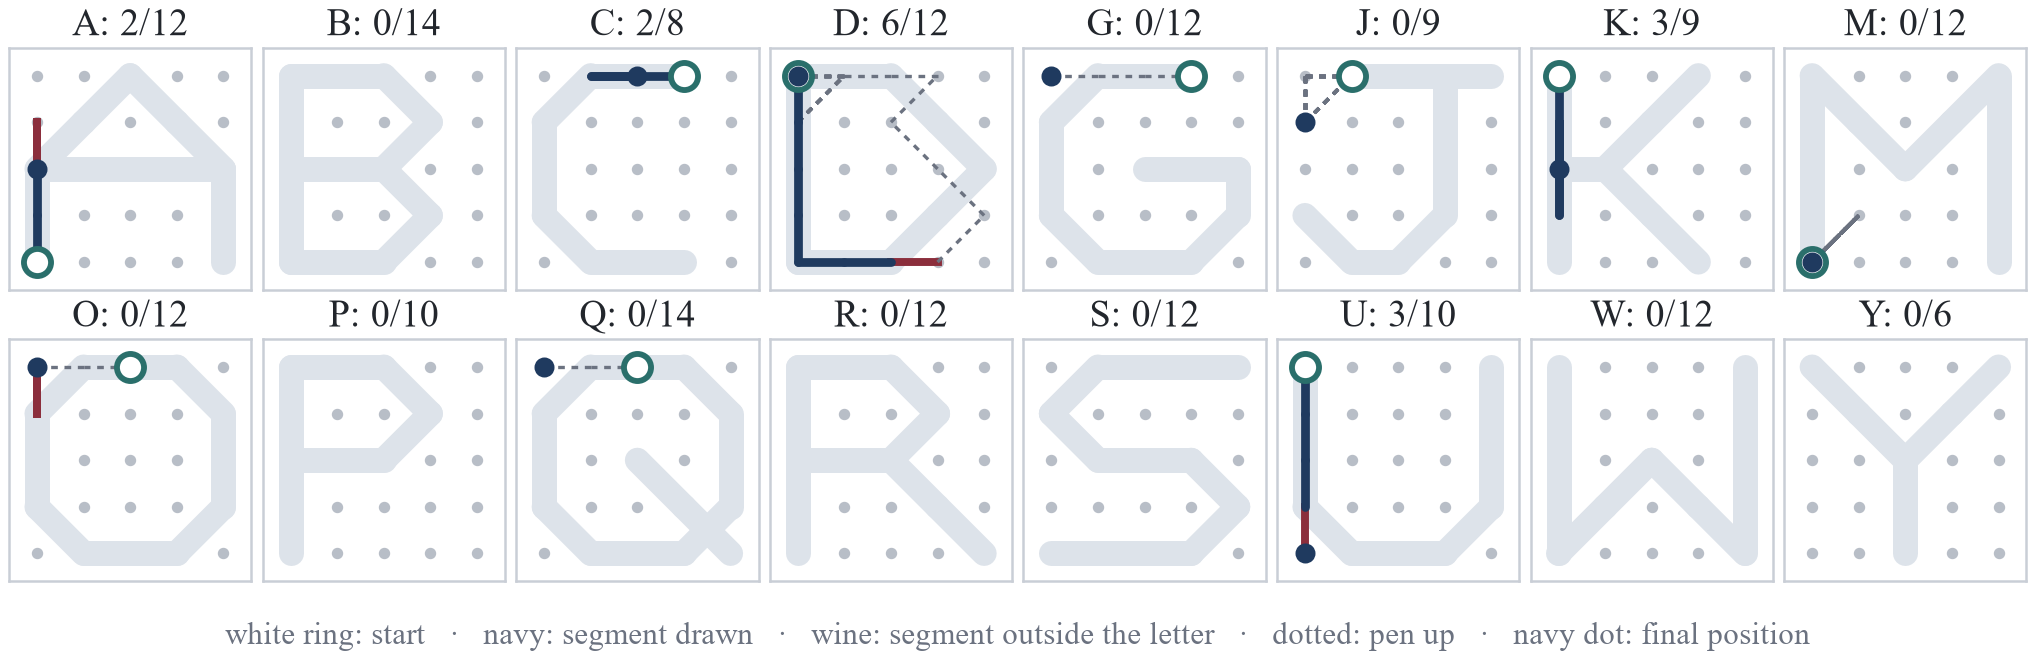 A: 2/12 B: 0/14 C: 2/8 D: 6/12 G: 0/12 J: 0/9 K: 3/9 M: 0/12
O: 0/12 P: 0/10 Q: 0/14 R: 0/12 S: 0/12 U: 3/10 W: 0/12 Y: 0/6
white ring: start · navy: segment drawn · wine: segment outside the letter · dotted: pen up · navy dot: final position